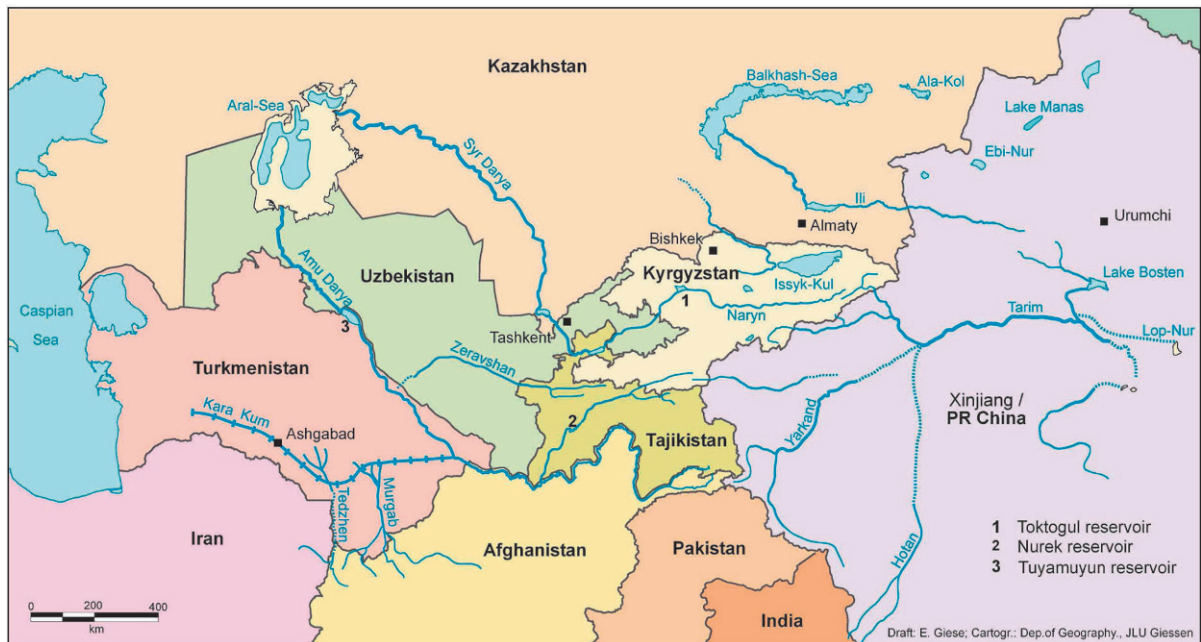 Kazakhstan
Balkhash-Sea
Ala-Kol
Aral-Sea
Lake Manas
Syr Darya
Ebi-Nur
Ili
Almaty
Urumchi
Bishkek
Amu Darya
Uzbekistan
Kyrgyzstan
Lake Bosten
1
Issyk-Kul
Caspian
Sea
3
Naryn
Tarim
Tashkent
Lop-Nur
Zeravshan
Turkmenistan
Xinjiang /
PR China
Kara Kum
2
Ashgabad
Tajikistan
Yarkand
Tedzhen
Murgab
1 Toktogul reservoir
Iran
Afghanistan
Pakistan
2 Nurek reservoir
Hotan
3 Tuyamuyun reservoir
0 200 400
km
India
Draft: E. Giese; Cartogr.: Dep.of Geography., JLU Giessen